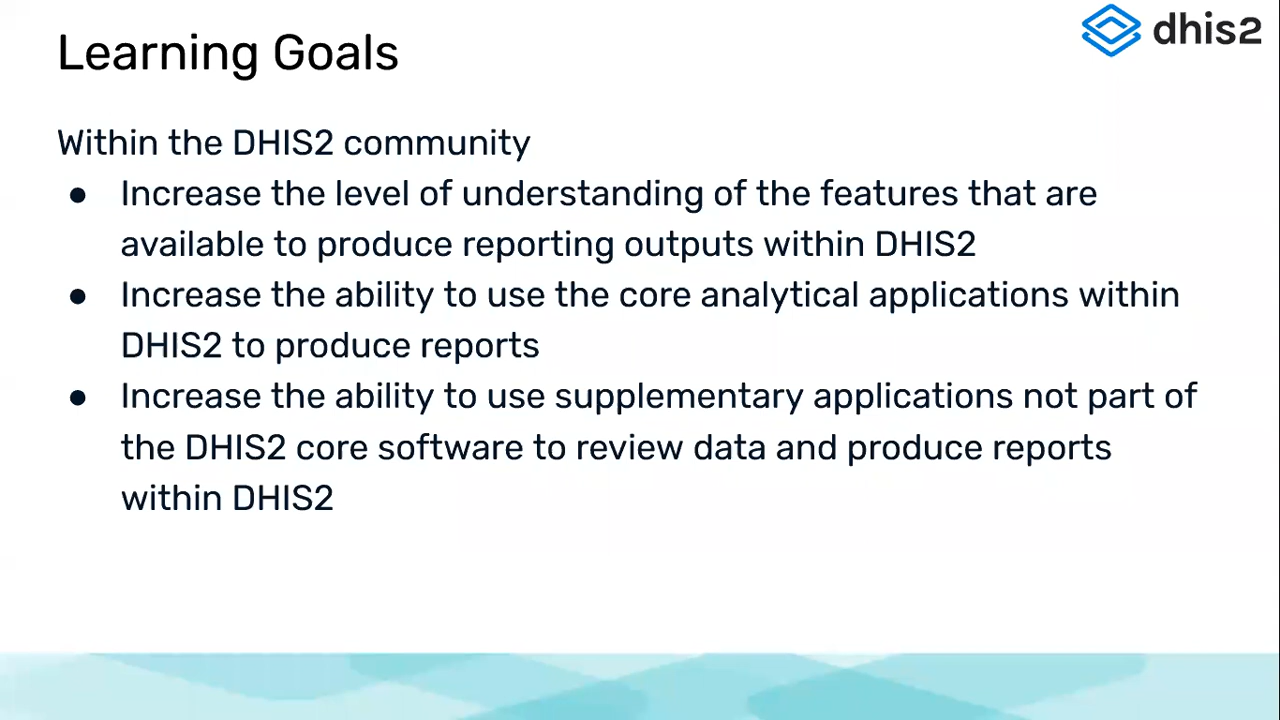 Learning Goals
dhis2
Within the DHIS2 community
● Increase the level of understanding of the features that are
available to produce reporting outputs within DHIS2
● Increase the ability to use the core analytical applications within
DHIS2 to produce reports
● Increase the ability to use supplementary applications not part of
the DHIS2 core software to review data and produce reports
within DHIS2